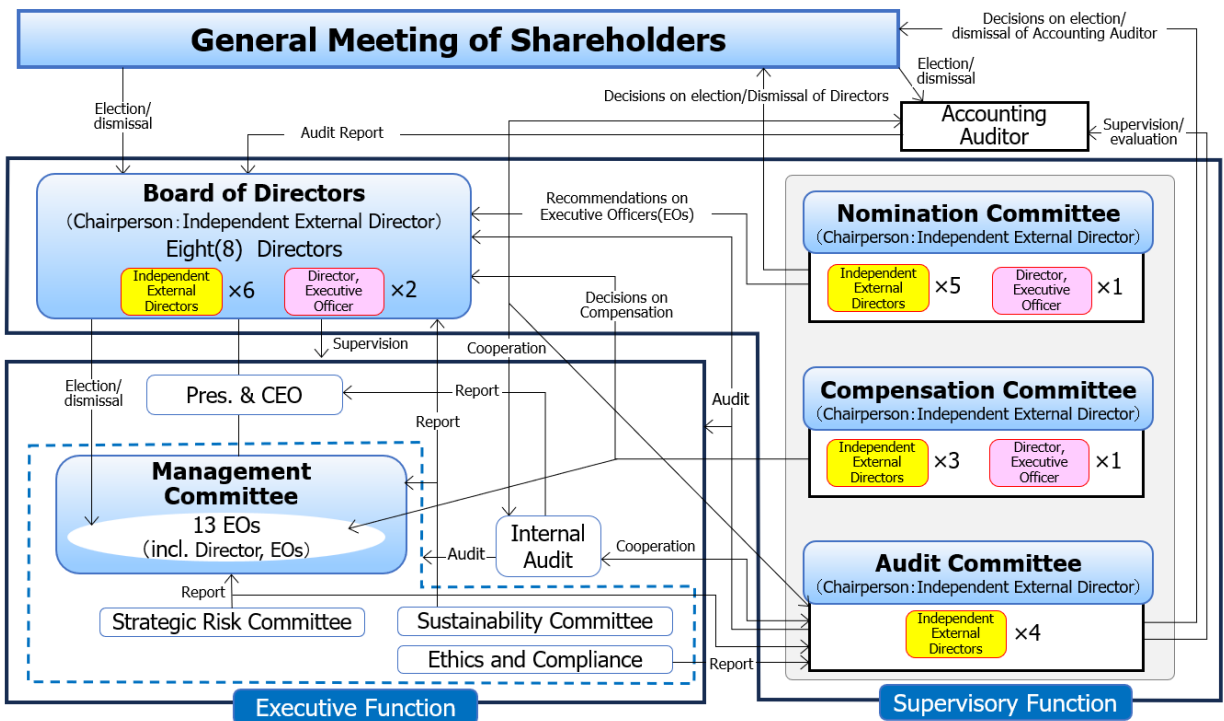 General Meeting of Shareholders
Decisions on election/
dismissal of Accounting Auditor
Election/
dismissal
Decisions on election/Dismissal of Directors
Election/
dismissal
Audit Report
Accounting
Auditor
Supervision/
evaluation
Board of Directors
(Chairperson:Independent External Director)
Eight(8) Directors
Independent
External
Directors
×6
Director,
Executive
Officer
×2
Recommendations on
Executive Officers(EOs)
Nomination Committee
(Chairperson:Independent External Director)
Independent
External
Directors
×5
Director,
Executive
Officer
×1
Decisions on
Compensation
Supervision
Cooperation
Election/
dismissal
Pres. & CEO
Report
Report
Audit
Compensation Committee
(Chairperson:Independent External Director)
Independent
External
Directors
×3
Director,
Executive
Officer
×1
Management
Committee
13 EOs
(incl. Director, EOs)
Audit
Internal
Audit
Cooperation
Audit Committee
(Chairperson:Independent External Director)
Independent
External
Directors
×4
Report
Strategic Risk Committee
Sustainability Committee
Ethics and Compliance
Report
Executive Function
Supervisory Function